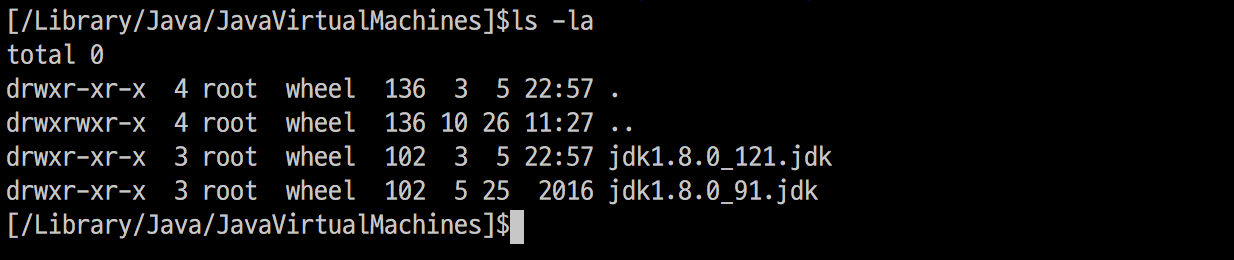 [/Library/Java/JavaVirtualMachines]$ls -la
total 0
drwxr-xr-x  4 root  wheel  136  3  5 22:57 .
drwxrwxr-x  4 root  wheel  136 10 26 11:27 ..
drwxr-xr-x  3 root  wheel  102  3  5 22:57 jdk1.8.0_121.jdk
drwxr-xr-x  3 root  wheel  102  5 25  2016 jdk1.8.0_91.jdk
[/Library/Java/JavaVirtualMachines]$